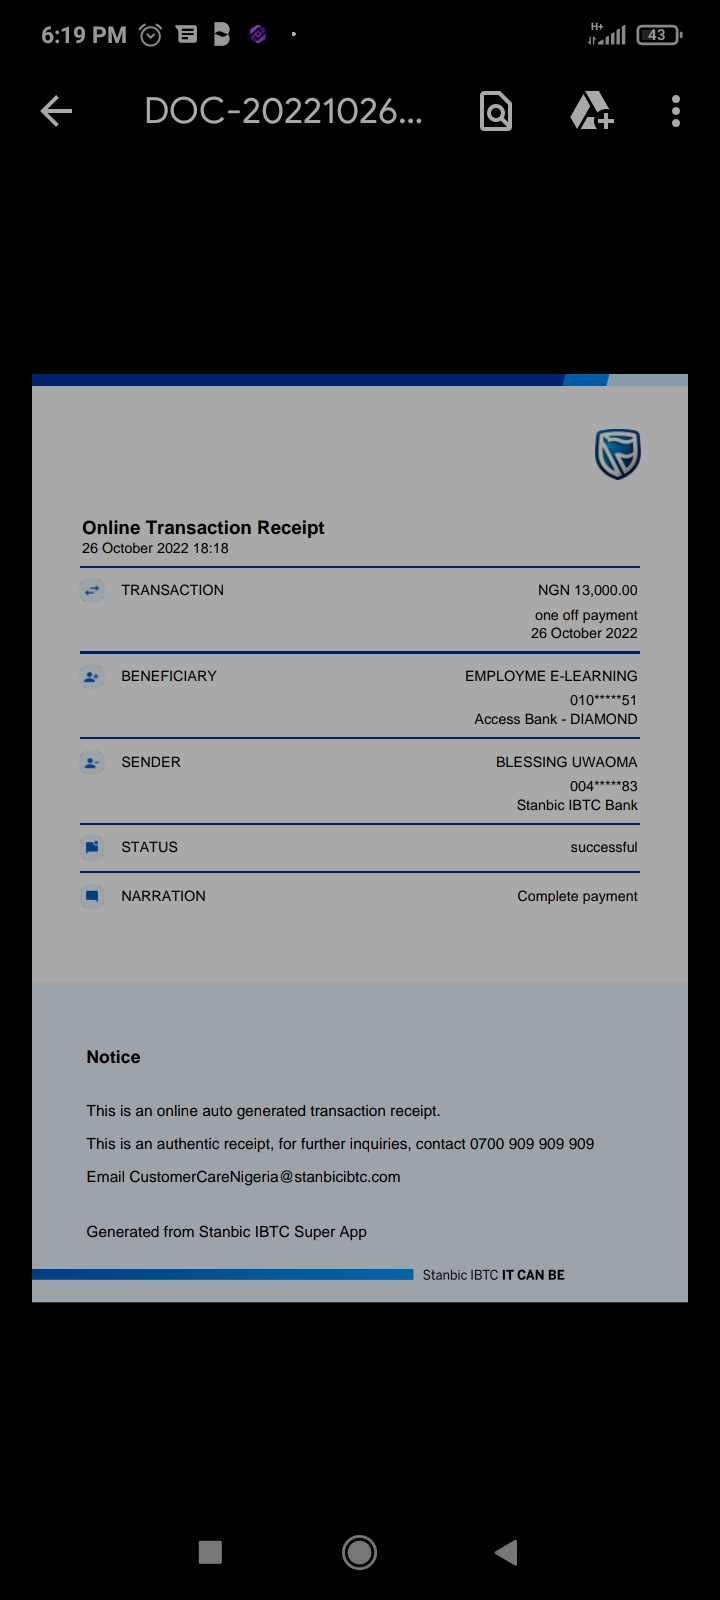 6:19 PM
H+
43
DOC-20221026...
Online Transaction Receipt
26 October 2022 18:18
TRANSACTION NGN 13,000.00
one off payment
26 October 2022
BENEFICIARY EMPLOYME E-LEARNING
010*****51
Access Bank - DIAMOND
SENDER BLESSING UWAOMA
004*****83
Stanbic IBTC Bank
STATUS successful
NARRATION Complete payment
Notice
This is an online auto generated transaction receipt.
This is an authentic receipt, for further inquiries, contact 0700 909 909 909
Email CustomerCareNigeria@stanbicibtc.com
Generated from Stanbic IBTC Super App
Stanbic IBTC IT CAN BE